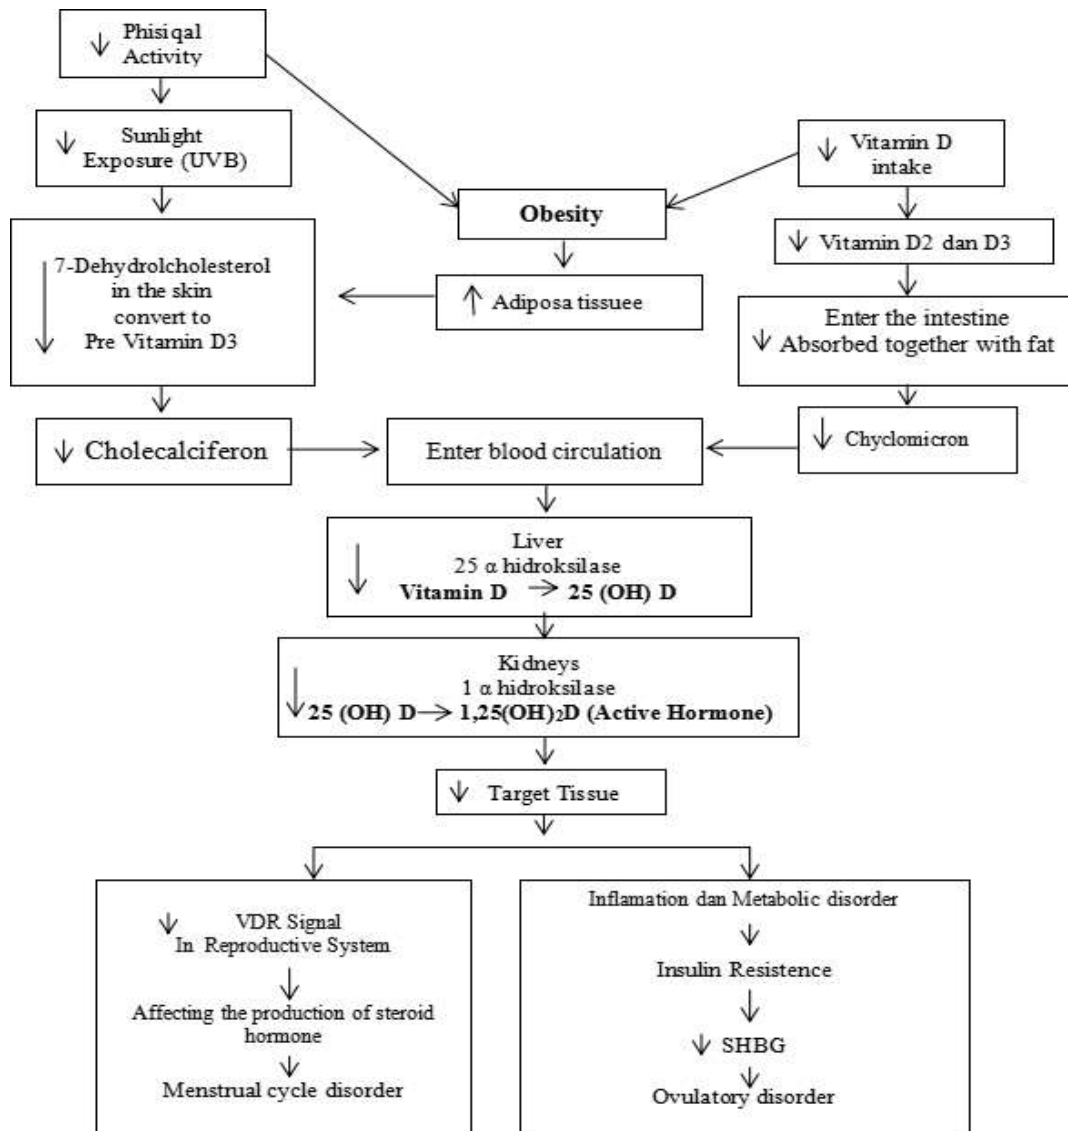 Phisiqal
Activity
Sunlight
Exposure (UVB)
Vitamin D
intake
Obesity
7-Dehydrolcholesterol
in the skin
convert to
Pre Vitamin D3
Vitamin D2 dan D3
Adiposa tissuee
Enter the intestine
Absorbed together with fat
Cholecalciferon
Enter blood circulation
Chyclomicron
Liver
25 α hidroksilase
Vitamin D → 25 (OH) D
Kidneys
1 α hidroksilase
25 (OH) D → 1,25(OH)₂D (Active Hormone)
Target Tissue
VDR Signal
In Reproductive System
Affecting the production of steroid
hormone
Menstrual cycle disorder
Inflamation dan Metabolic disorder
Insulin Resistence
SHBG
Ovulatory disorder